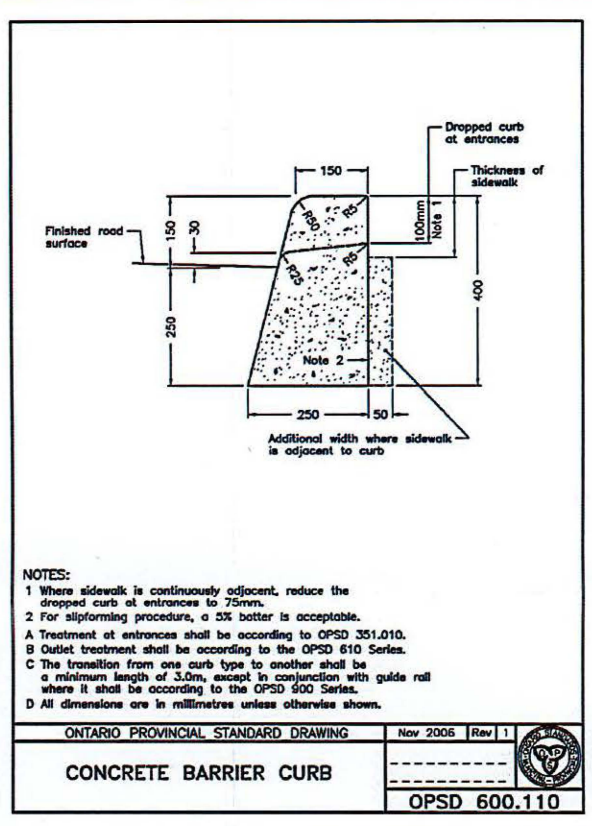 Dropped curb
at entrances
150
Thickness of
sidewalk
R50
R5
100mm
Note 1
150
30
Finished road
surface
R25
R5
400
250
Note 2
250
50
Additional width where sidewalk
is adjacent to curb
NOTES:
1 Where sidewalk is continuously adjacent, reduce the
dropped curb at entrances to 75mm.
2 For slipforming procedure, a 5% batter is acceptable.
A Treatment at entrances shall be according to OPSD 351.010.
B Outlet treatment shall be according to the OPSD 610 Series.
C The transition from one curb type to another shall be
a minimum length of 3.0m, except in conjunction with guide rail
where it shall be according to the OPSD 900 Series.
D All dimensions are in millimetres unless otherwise shown.
ONTARIO PROVINCIAL STANDARD DRAWING
Nov 2006 Rev 1
CONCRETE BARRIER CURB
OPSD 600.110